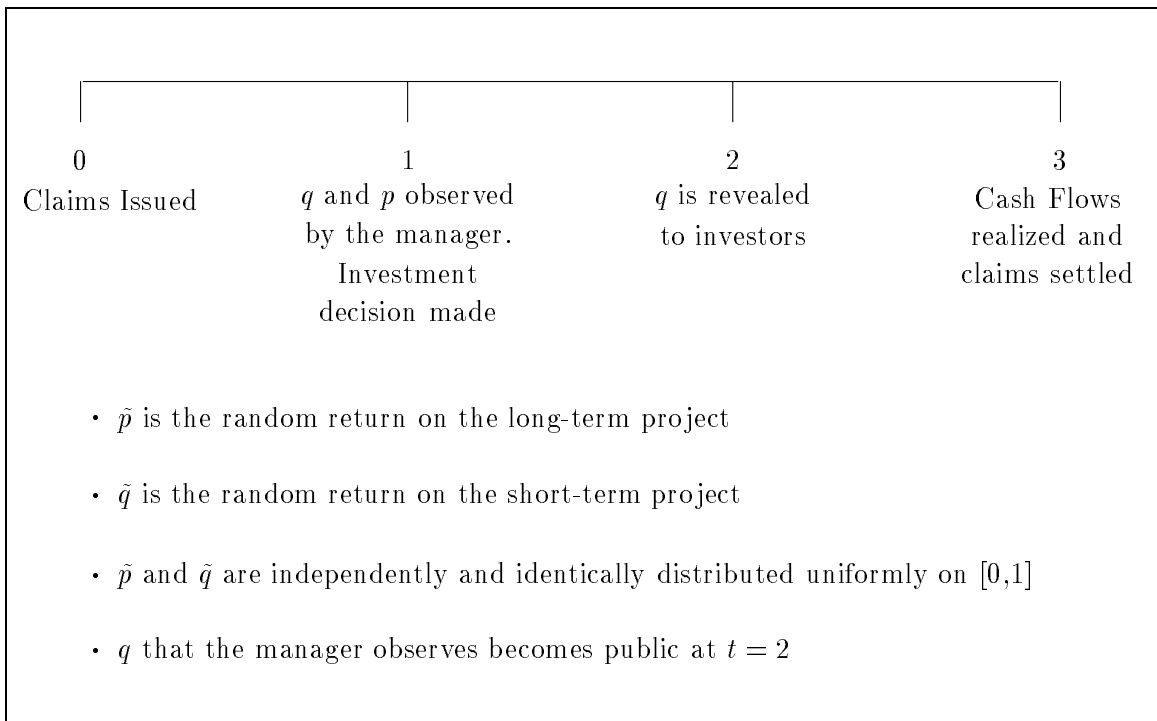 0 1 2 3
Claims Issued
q and p observed
by the manager.
Investment
decision made
q is revealed
to investors
Cash Flows
realized and
claims settled
· p̃ is the random return on the long-term project
· q̃ is the random return on the short-term project
· p̃ and q̃ are independently and identically distributed uniformly on [0,1]
· q that the manager observes becomes public at t = 2